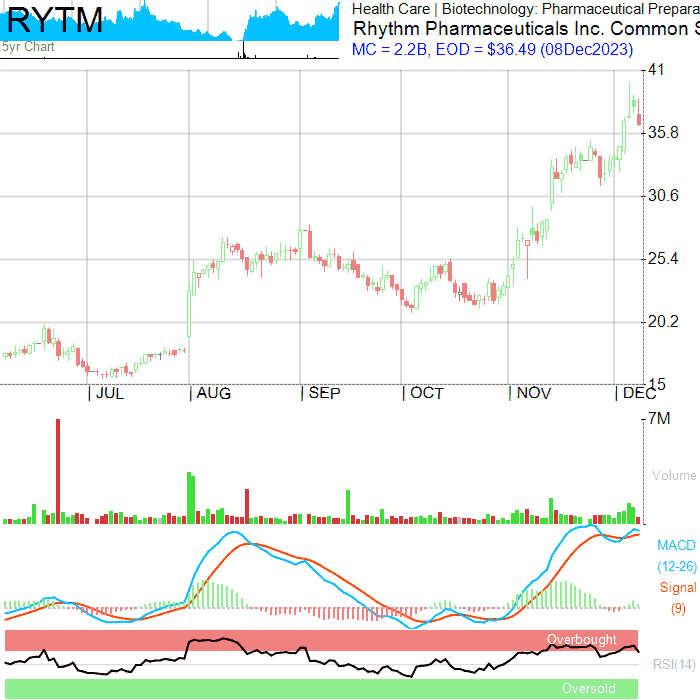 RYTM
5yr Chart
Health Care | Biotechnology: Pharmaceutical Prepara
Rhythm Pharmaceuticals Inc. Common S
MC = 2.2B, EOD = $36.49 (08Dec2023)
41
35.8
30.6
25.4
20.2
15
| JUL | AUG | SEP | OCT | NOV | DEC
7M
Volume
MACD
(12-26)
Signal
(9)
Overbought
RSI(14)
Oversold